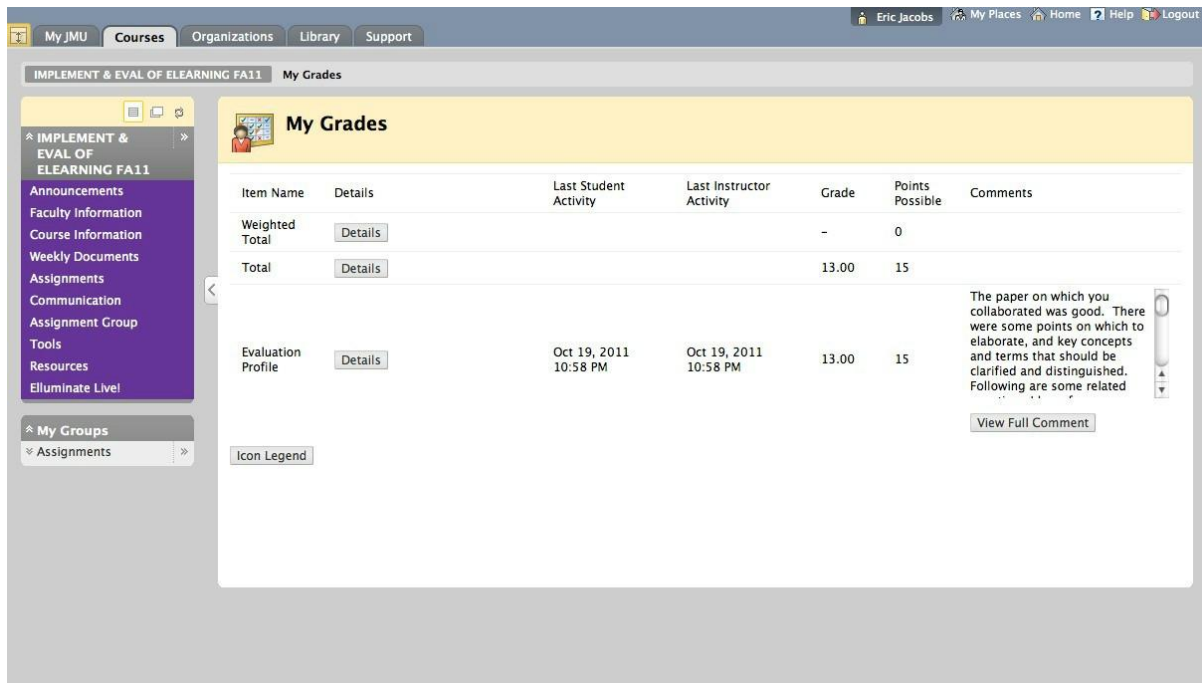 Eric Jacobs My Places Home ? Help Logout
My JMU Courses Organizations Library Support
IMPLEMENT & EVAL OF ELEARNING FA11 My Grades
IMPLEMENT &
EVAL OF
ELEARNING FA11
Announcements
Faculty Information
Course Information
Weekly Documents
Assignments
Communication
Assignment Group
Tools
Resources
Elluminate Live!
My Groups
Assignments
My Grades
Item Name Details Last Student Activity Last Instructor Activity Grade Points Possible Comments
Weighted Total Details – 0
Total Details 13.00 15
Evaluation Profile Details Oct 19, 2011 10:58 PM Oct 19, 2011 10:58 PM 13.00 15
The paper on which you
collaborated was good. There
were some points on which to
elaborate, and key concepts
and terms that should be
clarified and distinguished.
Following are some related
View Full Comment
Icon Legend